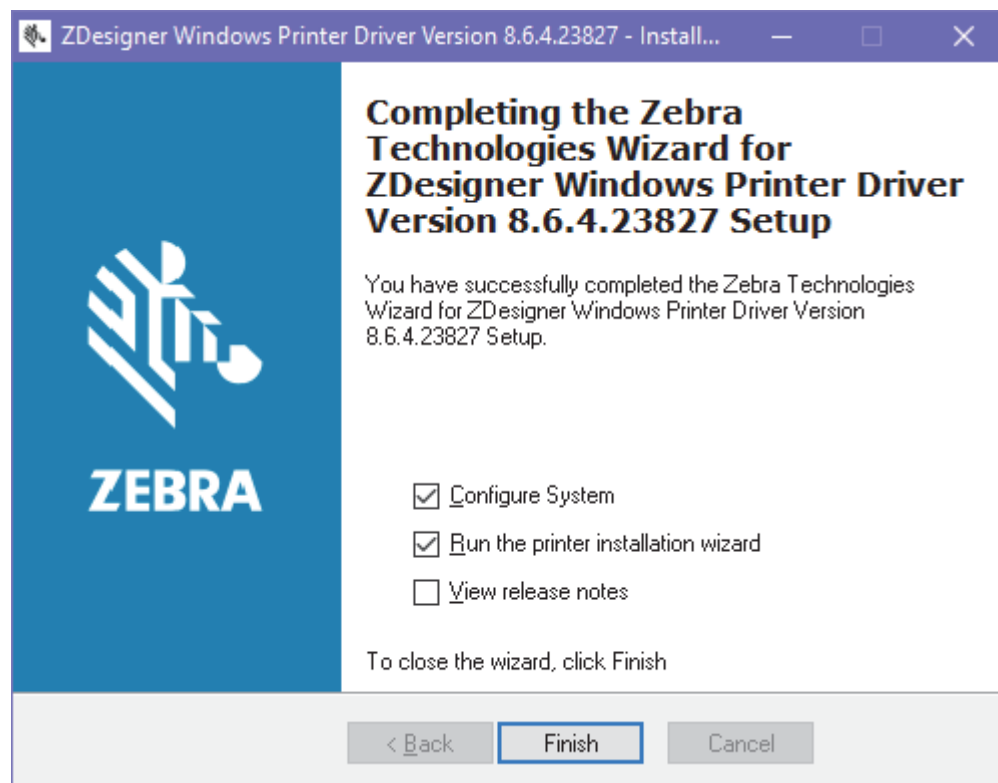 ZDesigner Windows Printer Driver Version 8.6.4.23827 - Install...
Completing the Zebra
Technologies Wizard for
ZDesigner Windows Printer Driver
Version 8.6.4.23827 Setup
You have successfully completed the Zebra Technologies
Wizard for ZDesigner Windows Printer Driver Version
8.6.4.23827 Setup.
ZEBRA
Configure System
Run the printer installation wizard
View release notes
To close the wizard, click Finish
< Back
Finish
Cancel